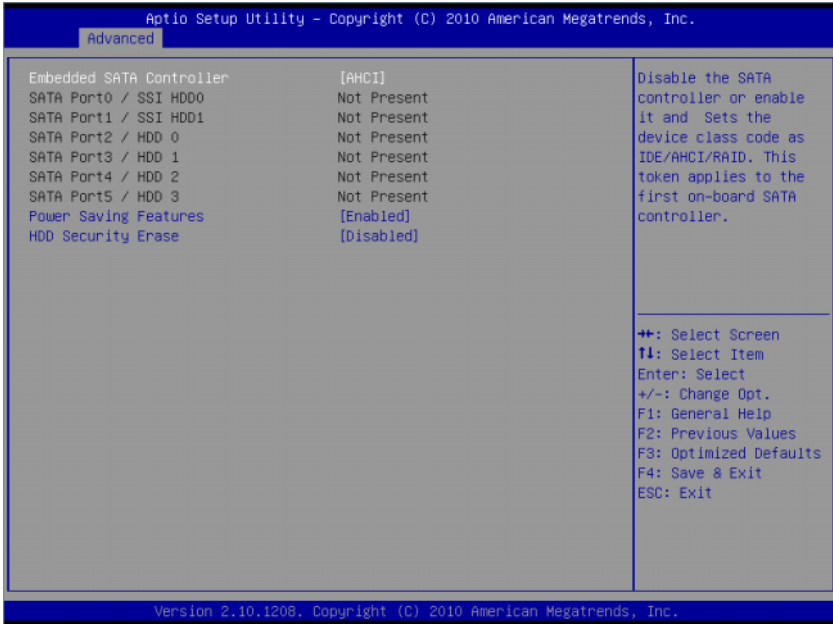 Aptio Setup Utility – Copyright (C) 2010 American Megatrends, Inc.
Advanced
Embedded SATA Controller [AHCI]
SATA Port0 / SSI HDD0 Not Present
SATA Port1 / SSI HDD1 Not Present
SATA Port2 / HDD 0 Not Present
SATA Port3 / HDD 1 Not Present
SATA Port4 / HDD 2 Not Present
SATA Port5 / HDD 3 Not Present
Power Saving Features [Enabled]
HDD Security Erase [Disabled]
Disable the SATA
controller or enable
it and Sets the
device class code as
IDE/AHCI/RAID. This
token applies to the
first on-board SATA
controller.
→←: Select Screen
↑↓: Select Item
Enter: Select
+/-: Change Opt.
F1: General Help
F2: Previous Values
F3: Optimized Defaults
F4: Save & Exit
ESC: Exit
Version 2.10.1208. Copyright (C) 2010 American Megatrends, Inc.